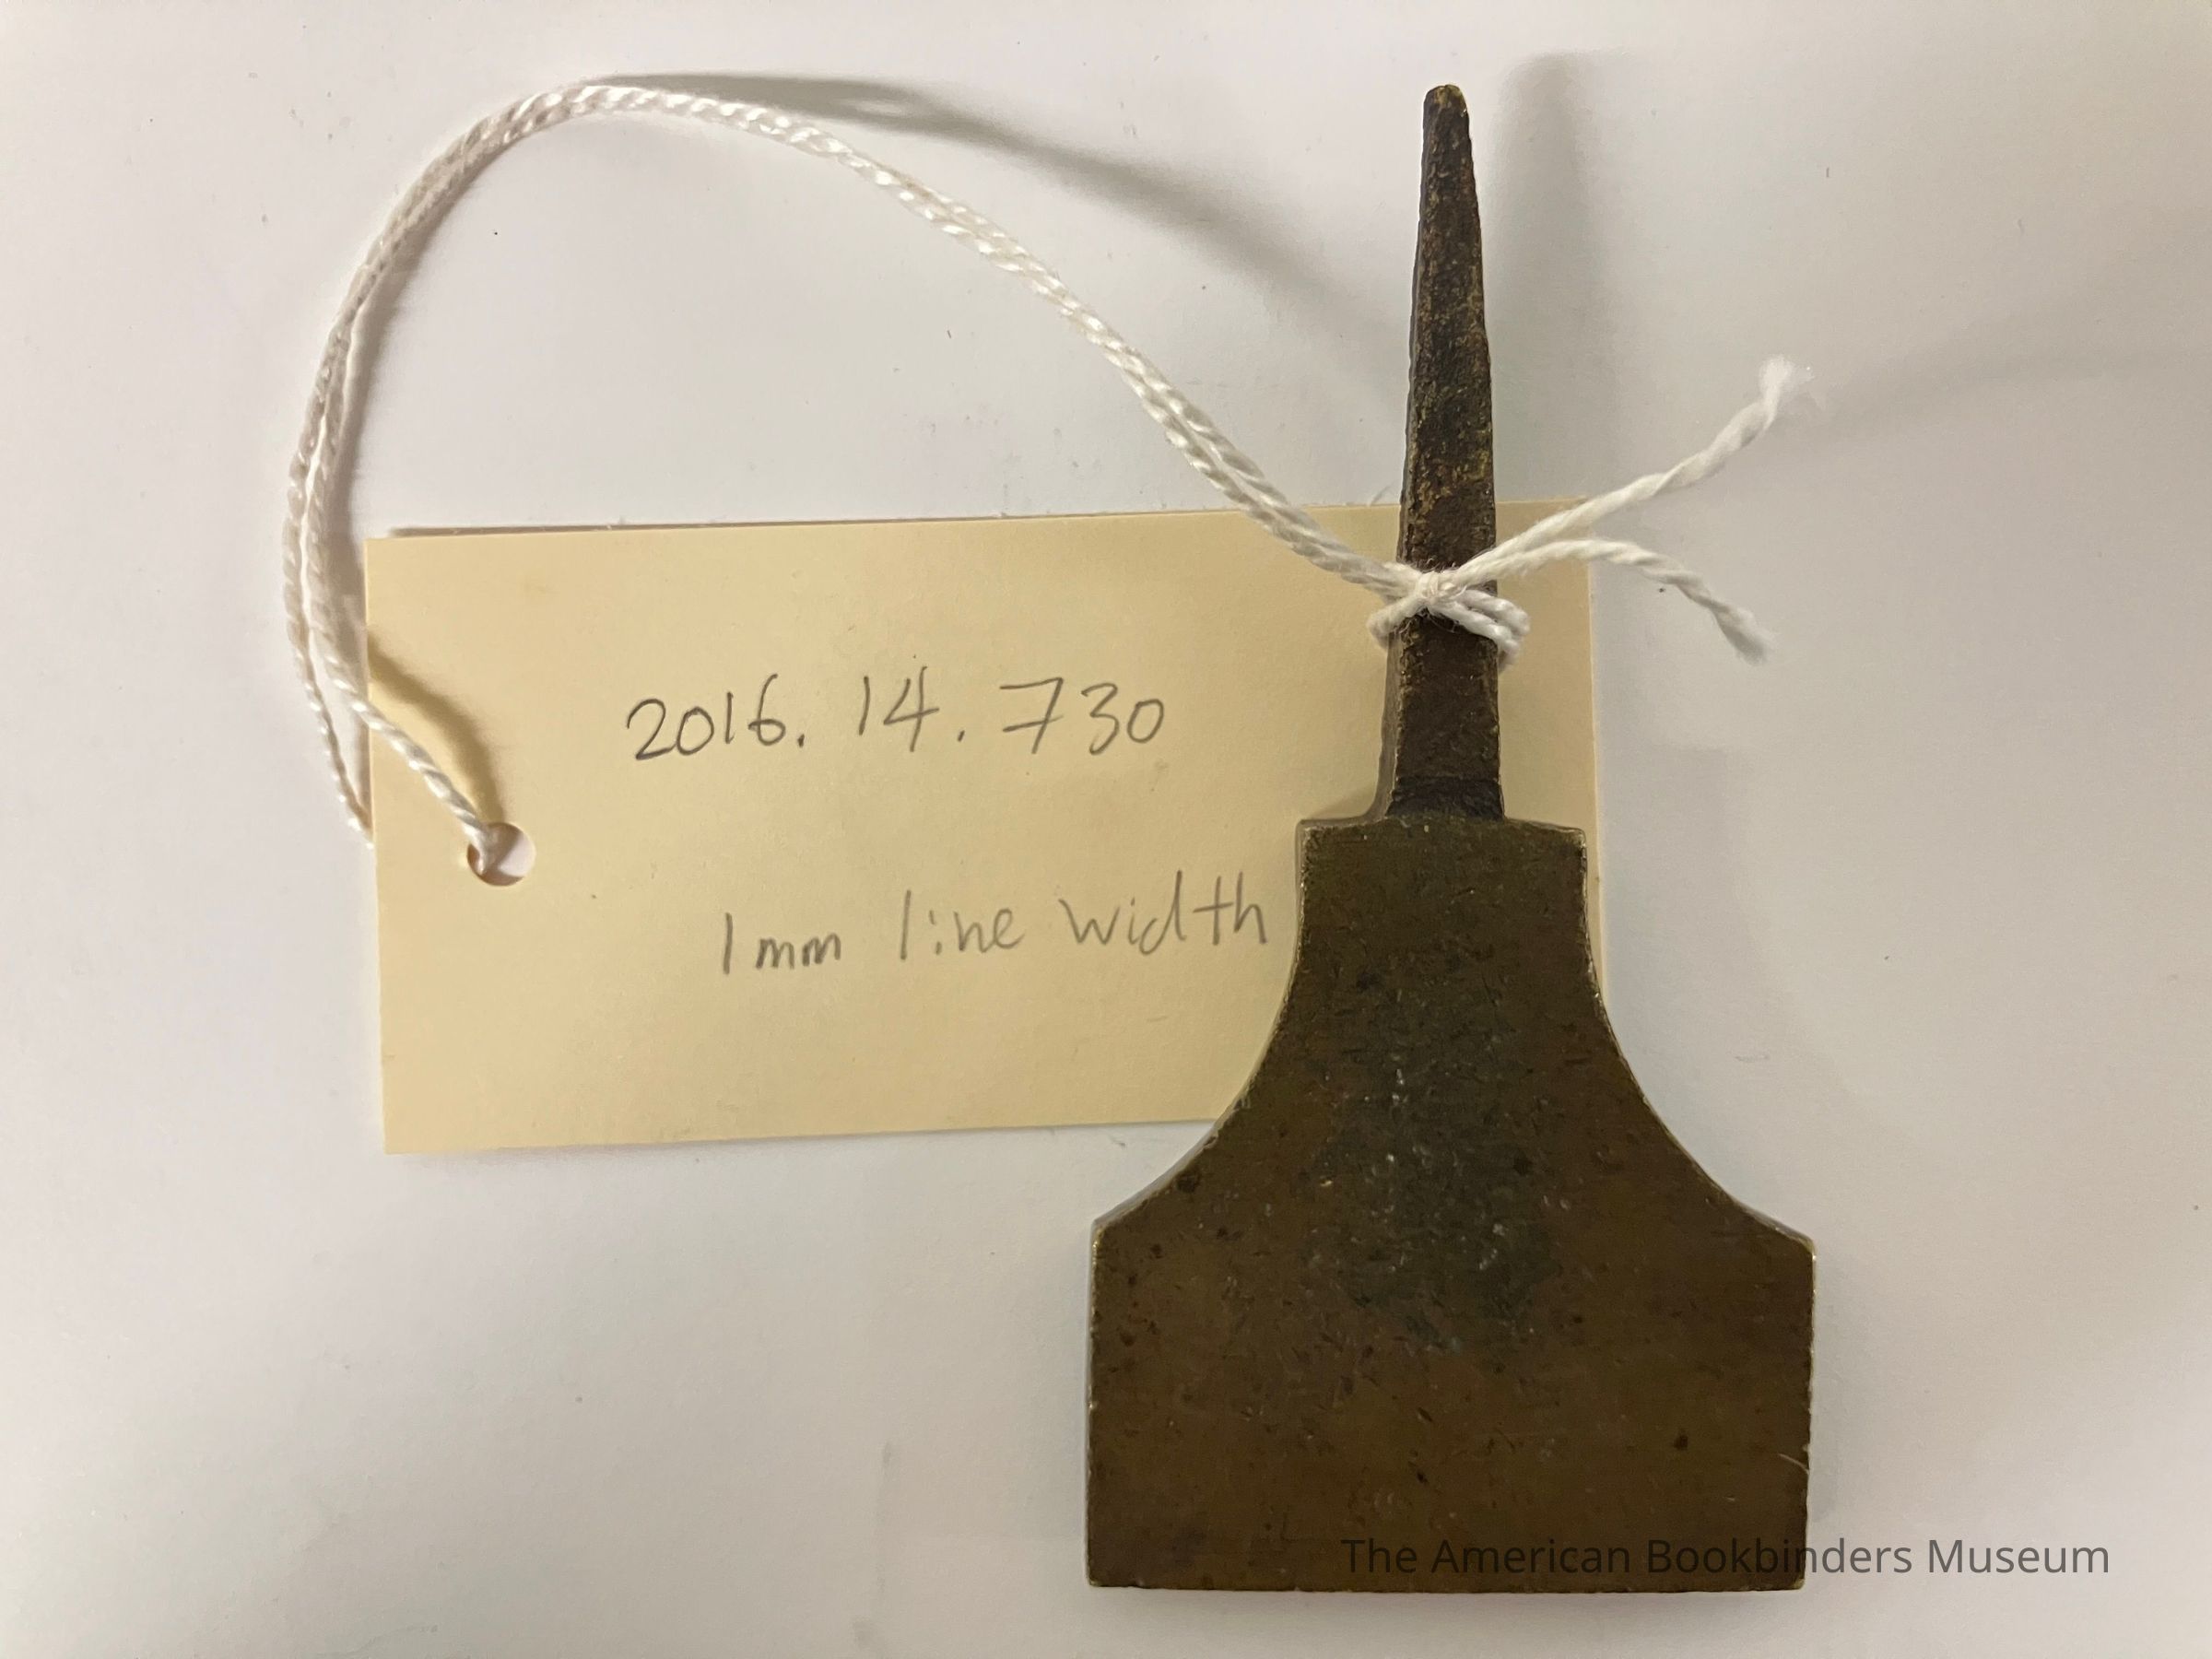 2016.14.730
1mm line width
The American Bookbinders Museum